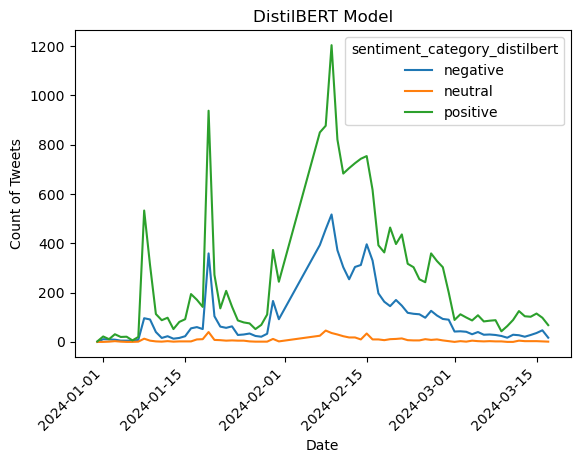 DistilBERT Model
sentiment_category_distilbert
negative
neutral
positive
Count of Tweets
1200
1000
800
600
400
200
0
2024-01-01
2024-01-15
2024-02-01
2024-02-15
2024-03-01
2024-03-15
Date